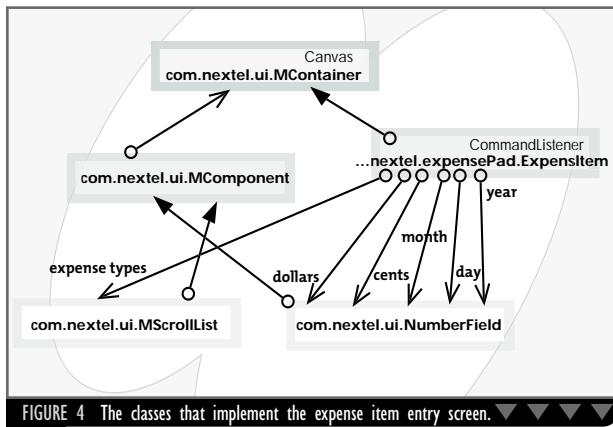 Canvas
com.nextel.ui.MContainer
CommandListener
...nextel.expensePad.ExpensItem
com.nextel.ui.MComponent
year
month
expense types
dollars
cents
day
com.nextel.ui.MScrollList
com.nextel.ui.NumberField
FIGURE 4 The classes that implement the expense item entry screen.